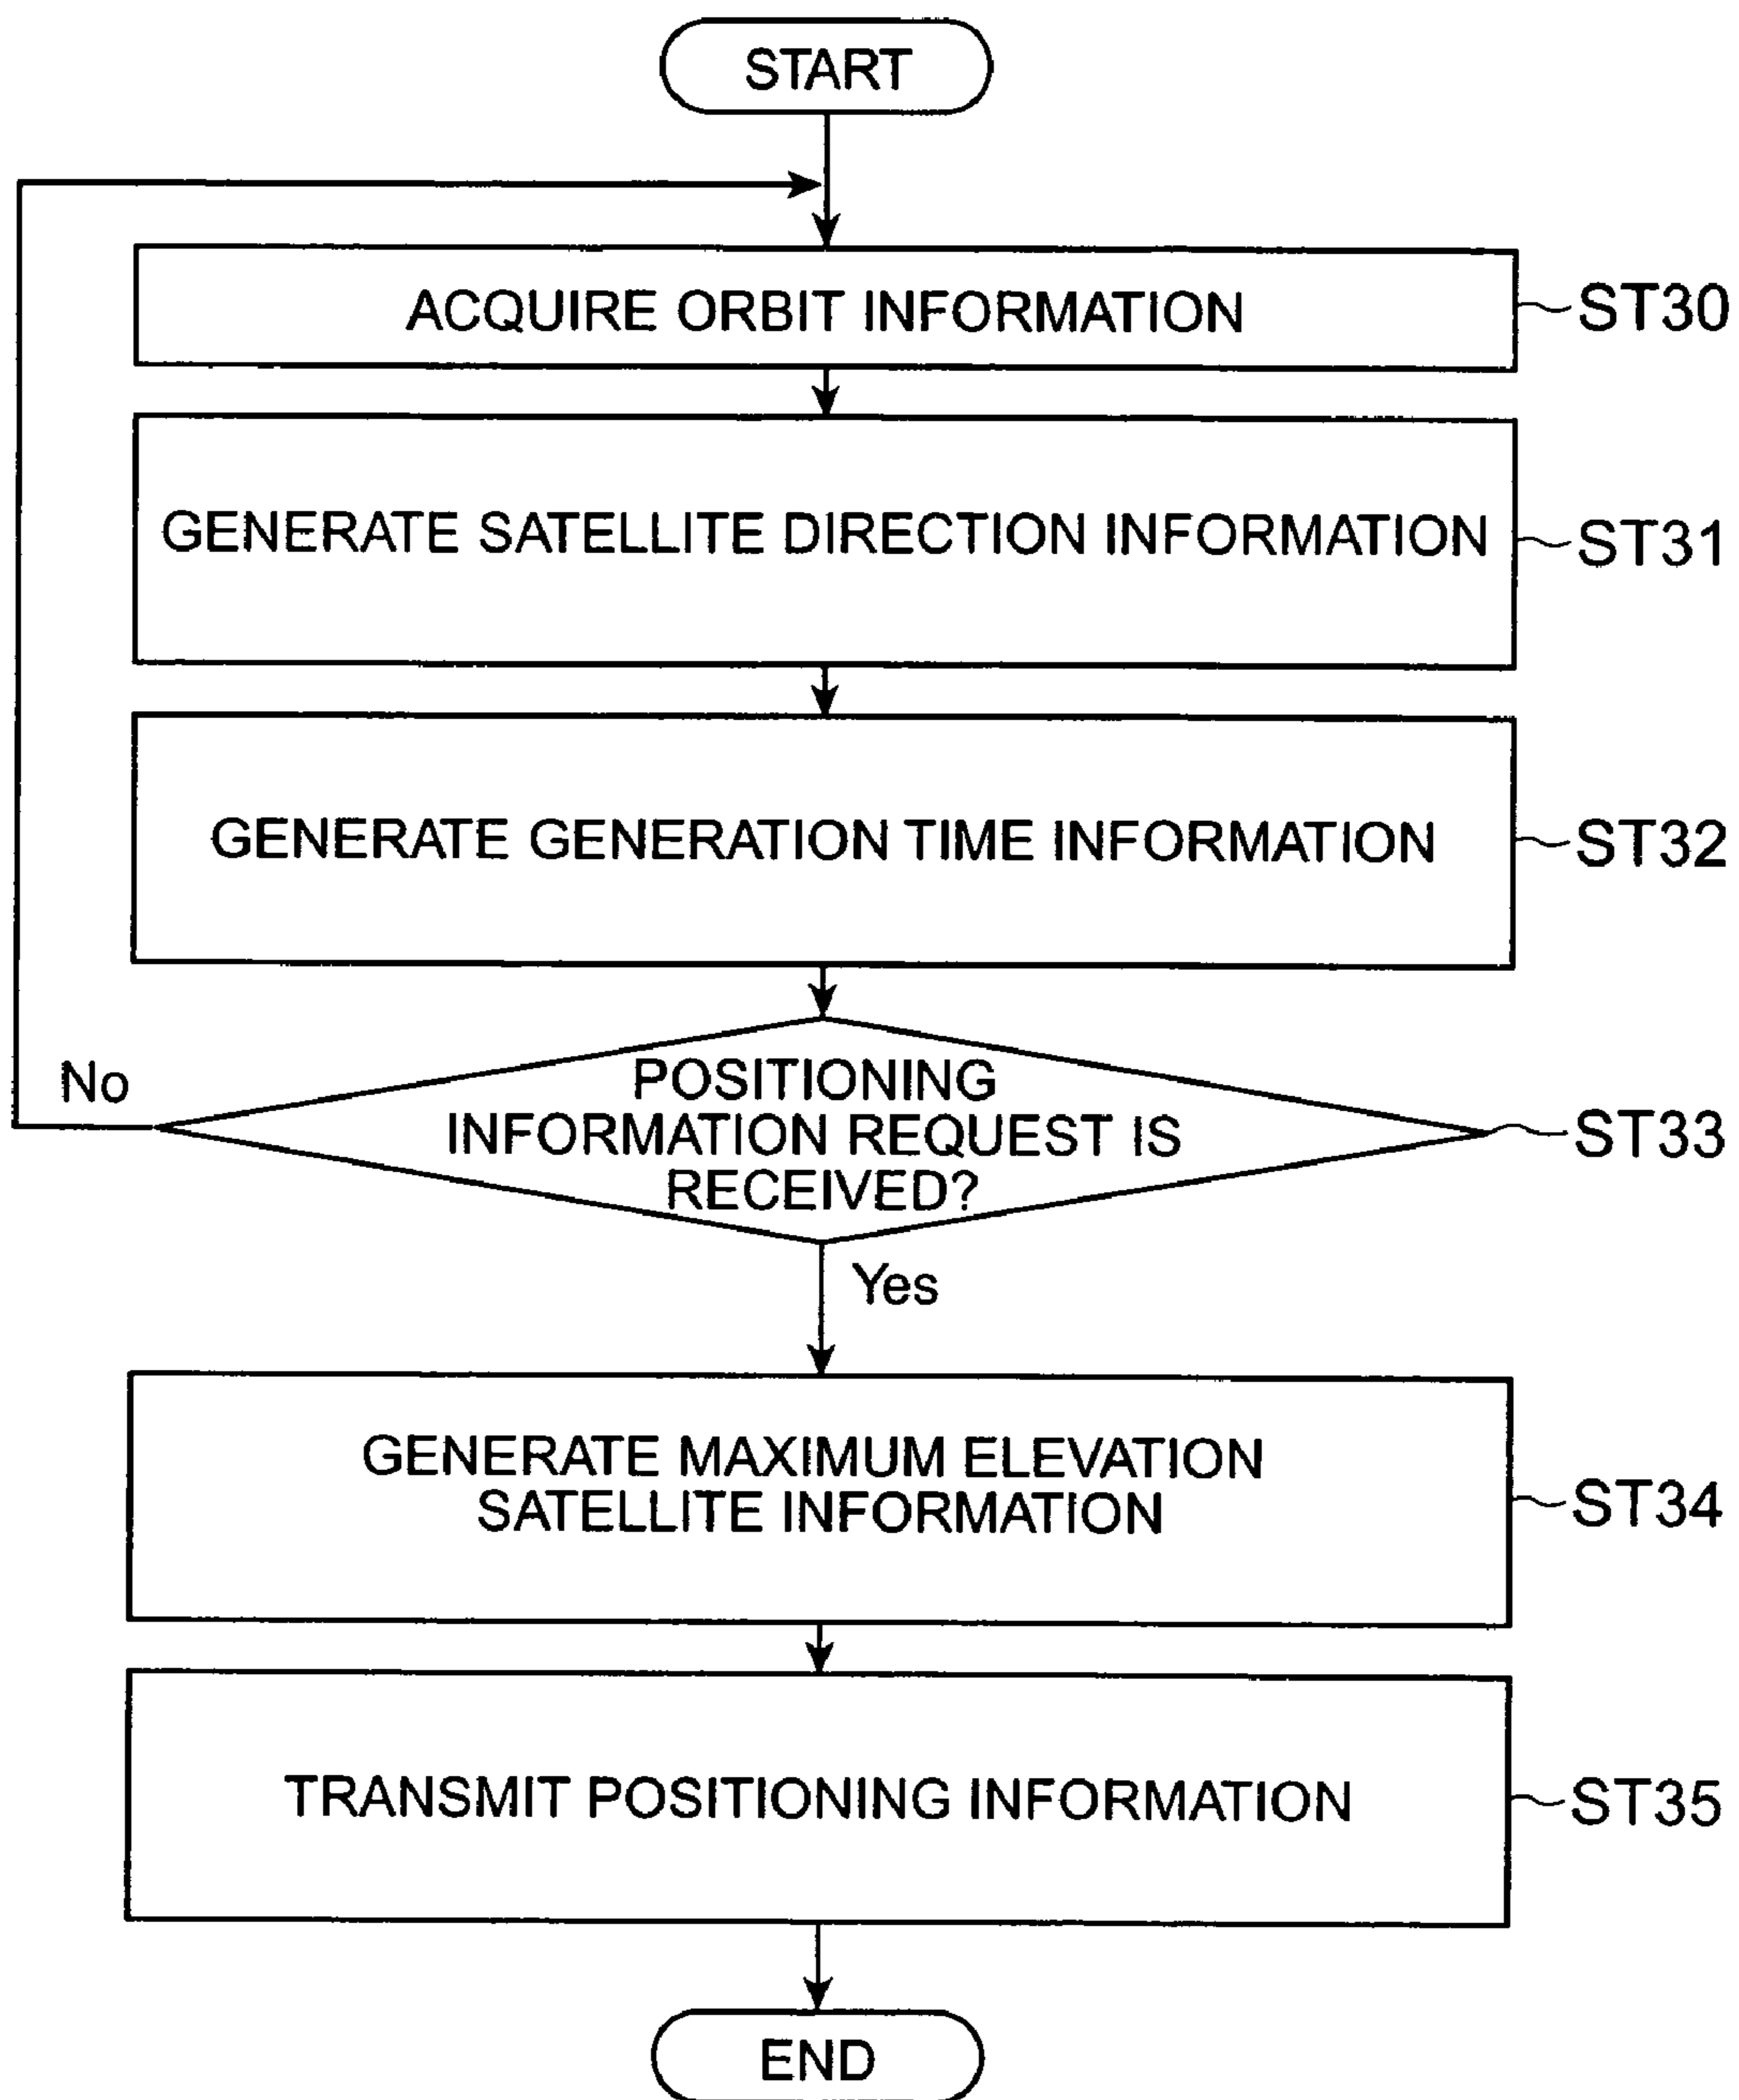 START
ACQUIRE ORBIT INFORMATION
ST30
GENERATE SATELLITE DIRECTION INFORMATION
ST31
GENERATE GENERATION TIME INFORMATION
ST32
No
POSITIONING
INFORMATION REQUEST IS
RECEIVED?
ST33
Yes
GENERATE MAXIMUM ELEVATION
SATELLITE INFORMATION
ST34
TRANSMIT POSITIONING INFORMATION
ST35
END